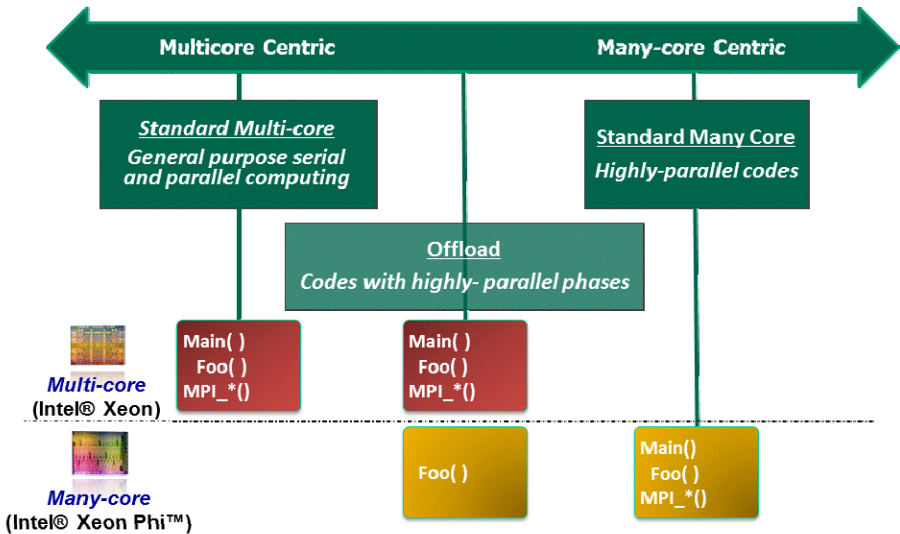 Multicore Centric
Many-core Centric
Standard Multi-core
General purpose serial
and parallel computing
Standard Many Core
Highly-parallel codes
Offload
Codes with highly- parallel phases
Main( )
Foo( )
MPI_*()
Main( )
Foo( )
MPI_*()
Multi-core
(Intel® Xeon)
Foo( )
Main()
Foo( )
MPI_*()
Many-core
(Intel® Xeon Phi™)